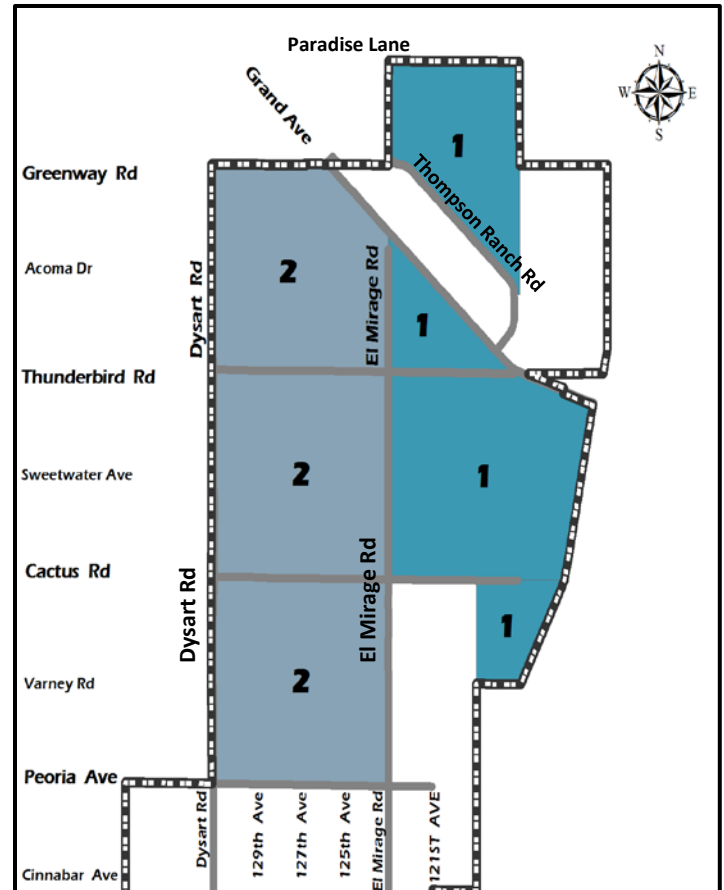 Paradise Lane
N
W
E
S
Grand Ave
1
Thompson Ranch Rd
Greenway Rd
Acoma Dr
Dysart Rd
2
El Mirage Rd
1
Thunderbird Rd
Sweetwater Ave
2
1
Cactus Rd
Dysart Rd
El Mirage Rd
1
Varney Rd
2
Peoria Ave
Dysart Rd
129th Ave
127th Ave
125th Ave
El Mirage Rd
121ST AVE
Cinnabar Ave